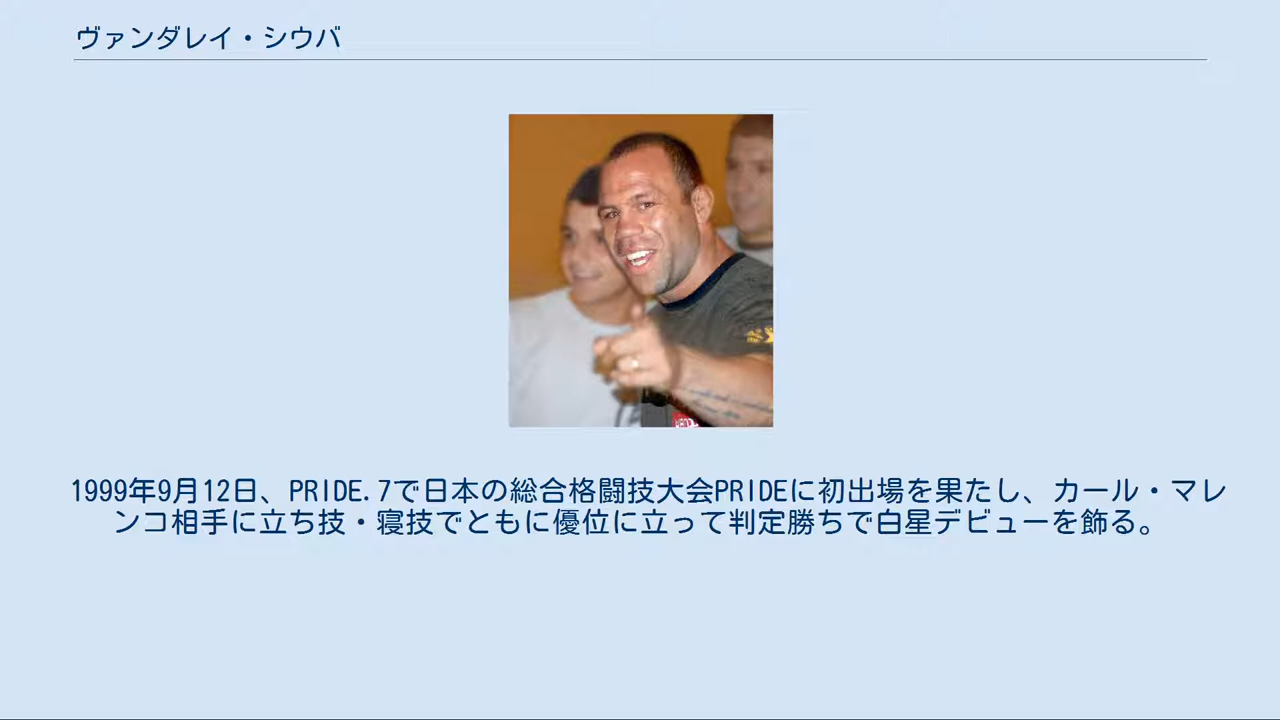 ヴァンダレイ・シウバ
1999年9月12日、PRIDE.7で日本の総合格闘技大会PRIDEに初出場を果たし、カール・マレ
ンコ相手に立ち技・寝技でともに優位に立って判定勝ちで白星デビューを飾る。